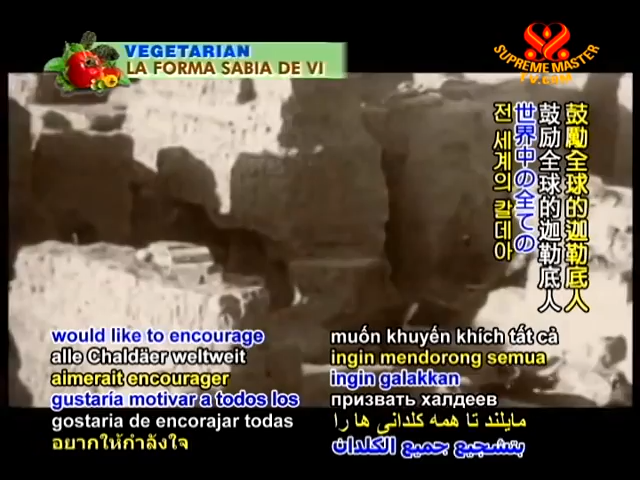 VEGETARIAN
LA FORMA SABIA DE VI
SUPREME MASTER
TV.com
鼓勵全球的迦勒底人
鼓励全球的迦勒底人
世界中の全ての
전 세계의 칼데아
would like to encourage
alle Chaldäer weltweit
aimerait encourager
gustaría motivar a todos los
gostaria de encorajar todas
อยากให้กำลังใจ
muốn khuyến khích tất cả
ingin mendorong semua
ingin galakkan
призвать халдеев
مایلند تا همه کلدانی ها را
بتشجيع جميع الكلدان